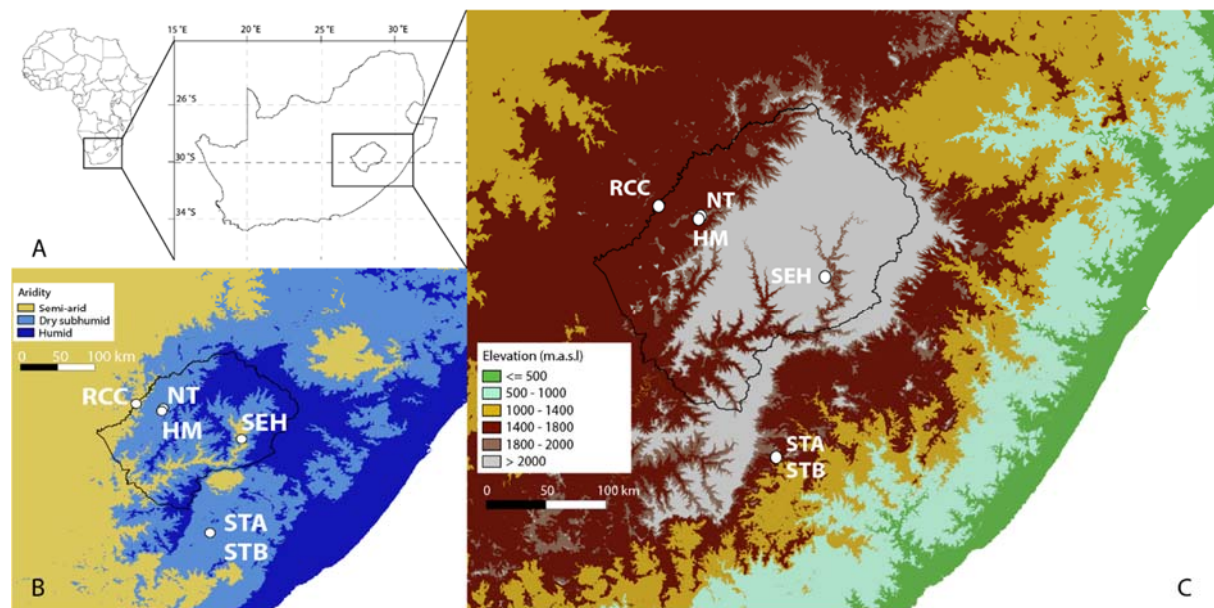 15 °E
20 °E
25 °E
30 °E
26 °S
30 °S
34 °S
A
Aridity
Semi-arid
Dry subhumid
Humid
0 50 100 km
RCC
NT
HM
SEH
STA
STB
B
RCC
NT
HM
SEH
Elevation (m.a.s.l)
<= 500
500 - 1000
1000 - 1400
1400 - 1800
1800 - 2000
> 2000
0 50 100 km
STA
STB
C